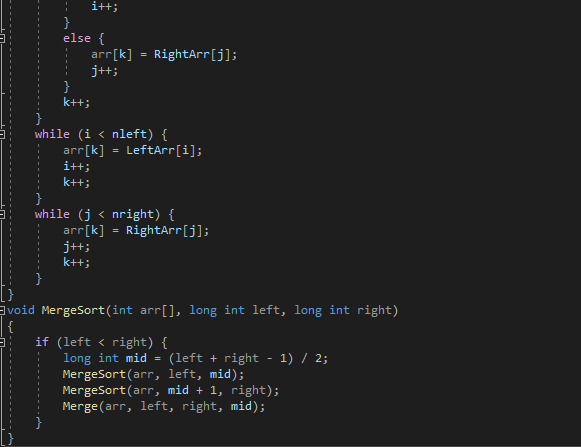 i++;
}
else {
arr[k] = RightArr[j];
j++;
}
k++;
}
while (i < nleft) {
arr[k] = LeftArr[i];
i++;
k++;
}
while (j < nright) {
arr[k] = RightArr[j];
j++;
k++;
}
}
void MergeSort(int arr[], long int left, long int right)
{
if (left < right) {
long int mid = (left + right - 1) / 2;
MergeSort(arr, left, mid);
MergeSort(arr, mid + 1, right);
Merge(arr, left, right, mid);
}
}